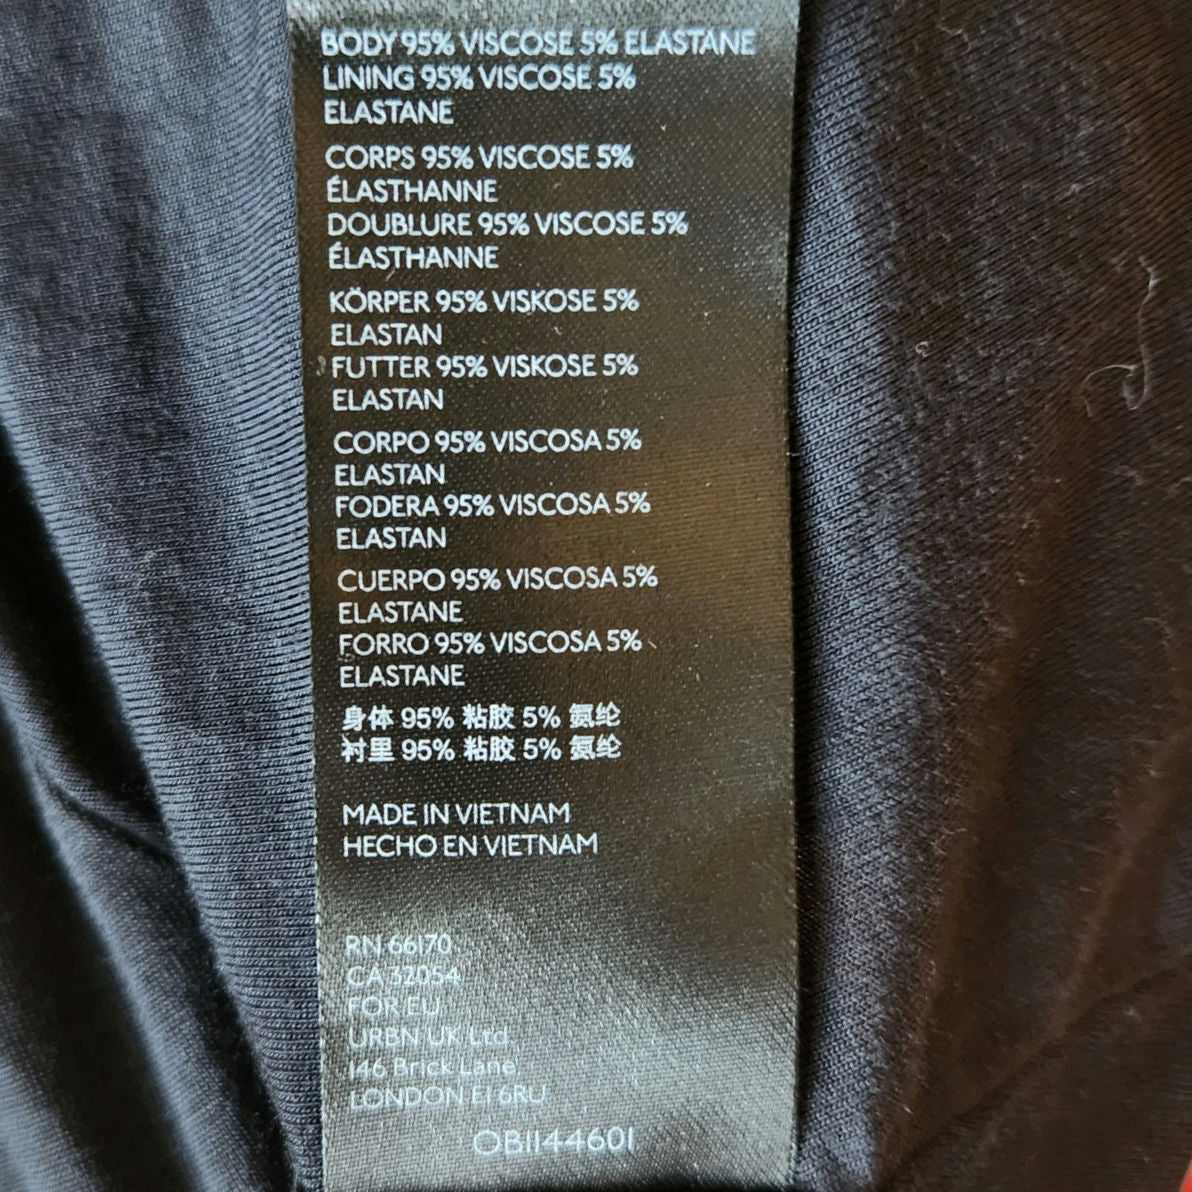 BODY 95% VISCOSE 5% ELASTANE
LINING 95% VISCOSE 5%
ELASTANE
CORPS 95% VISCOSE 5%
ÉLASTHANNE
DOUBLURE 95% VISCOSE 5%
ÉLASTHANNE
KÖRPER 95% VISKOSE 5%
ELASTAN
FUTTER 95% VISKOSE 5%
ELASTAN
CORPO 95% VISCOSA 5%
ELASTAN
FODERA 95% VISCOSA 5%
ELASTAN
CUERPO 95% VISCOSA 5%
ELASTANE
FORRO 95% VISCOSA 5%
ELASTANE
身体 95% 粘胶 5% 氨纶
衬里 95% 粘胶 5% 氨纶
MADE IN VIETNAM
HECHO EN VIETNAM
RN 66170
CA 32054
FOR EU
URBN UK Ltd
146 Brick Lane,
LONDON E1 6RU
OB1144601